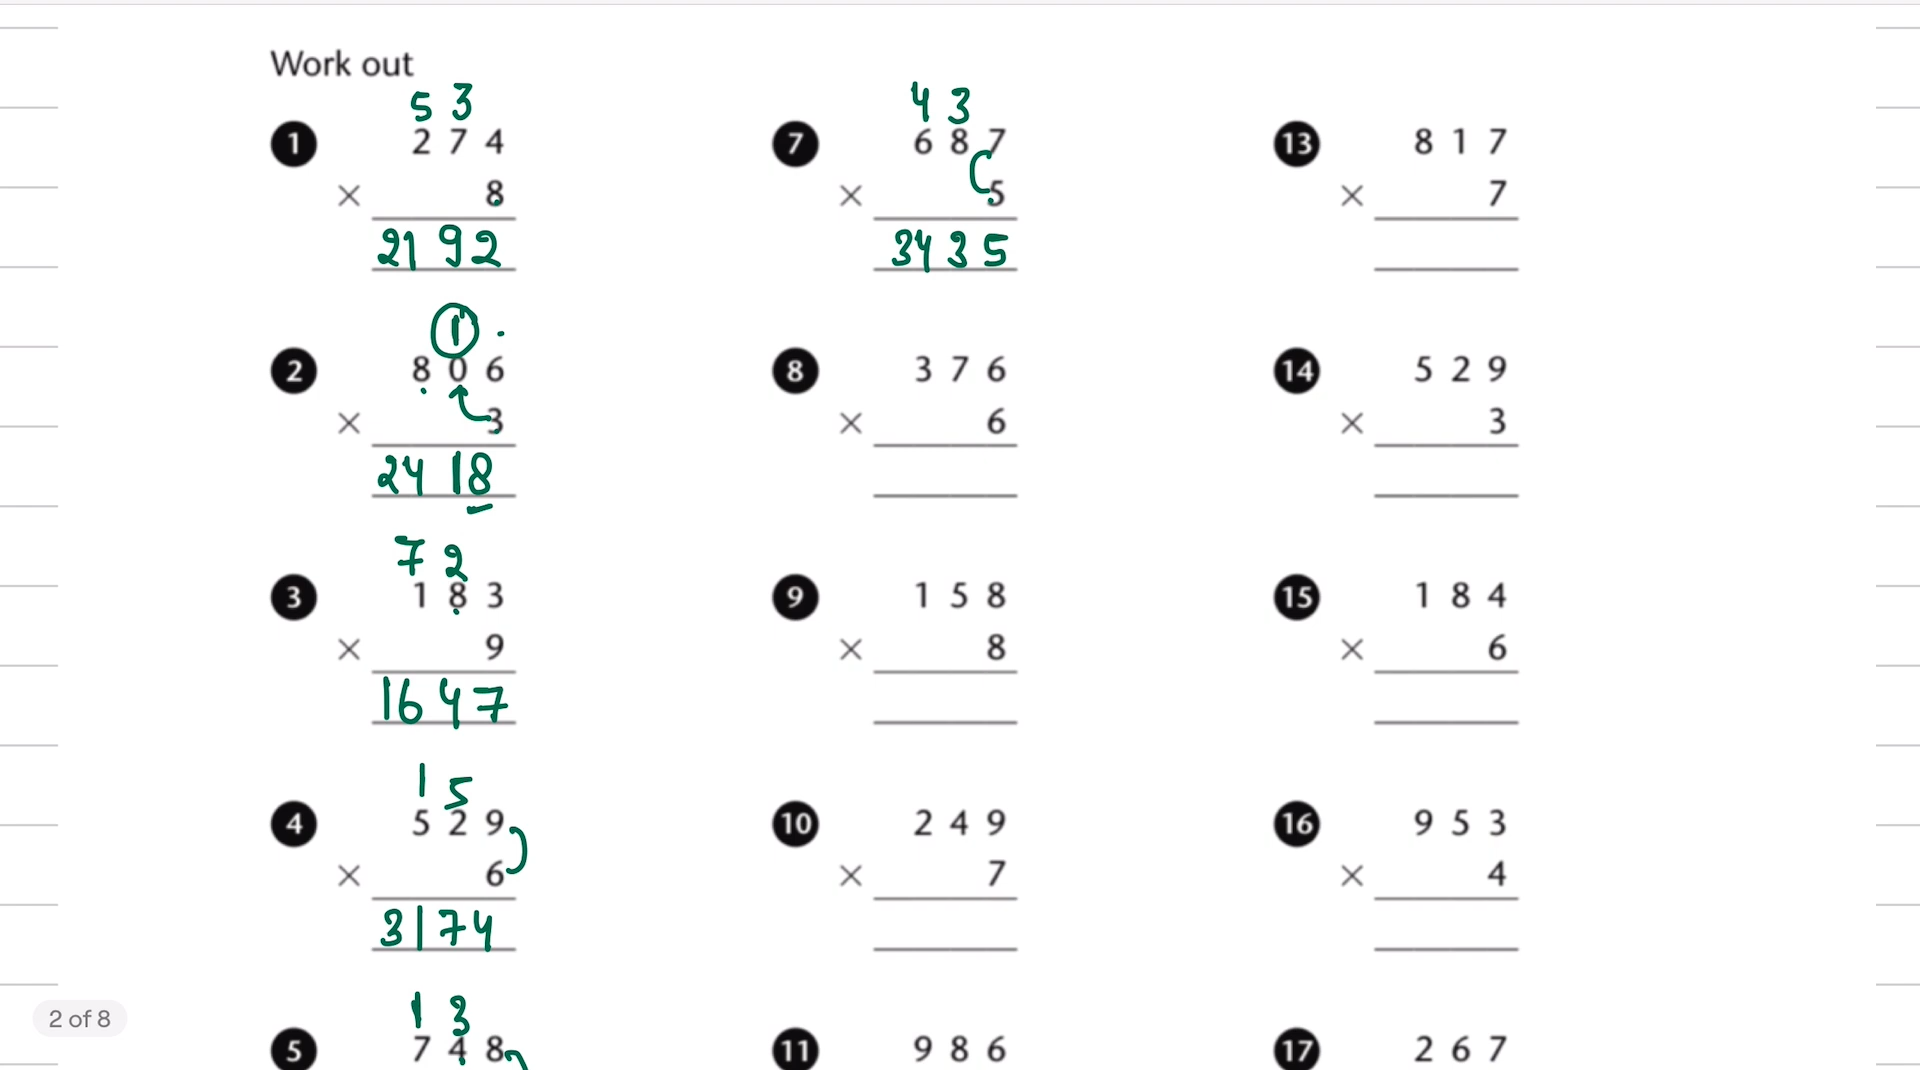 Work out
5 3
1 2 7 4
× 8
2192
1
2 8 0 6
× 3
2418
7 2
3 1 8 3
× 9
1647
1 5
4 5 2 9
× 6
3174
1 3
5 7 4 8
4 3
7 6 8 7
× 5
3435
8 3 7 6
× 6
9 1 5 8
× 8
10 2 4 9
× 7
11 9 8 6
13 8 1 7
× 7
14 5 2 9
× 3
15 1 8 4
× 6
16 9 5 3
× 4
17 2 6 7
2 of 8